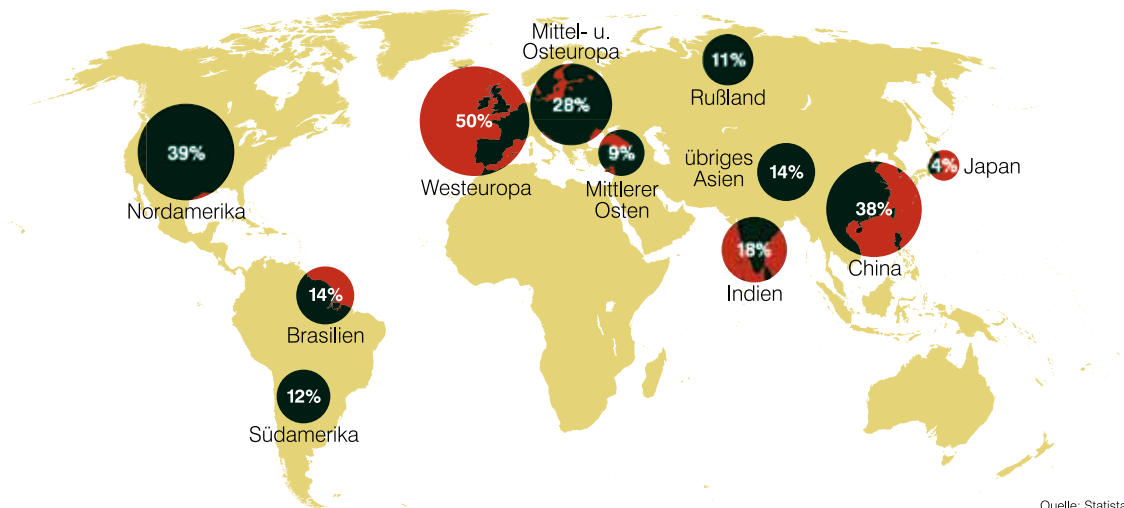 39%
Nordamerika
50%
Westeuropa
Mittel- u.
Osteuropa
28%
9%
Mittlerer
Osten
11%
Rußland
übriges
Asien
14%
4%
Japan
38%
China
18%
Indien
14%
Brasilien
12%
Südamerika
Quelle: Statista